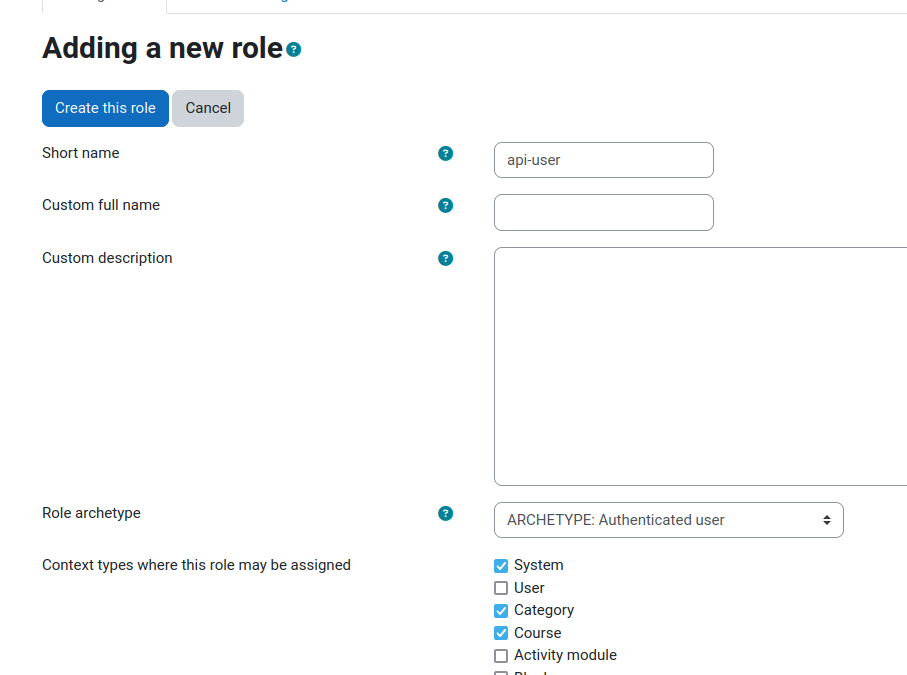 Adding a new role
Create this role Cancel
Short name
api-user
Custom full name
Custom description
Role archetype
ARCHETYPE: Authenticated user
Context types where this role may be assigned
System
User
Category
Course
Activity module